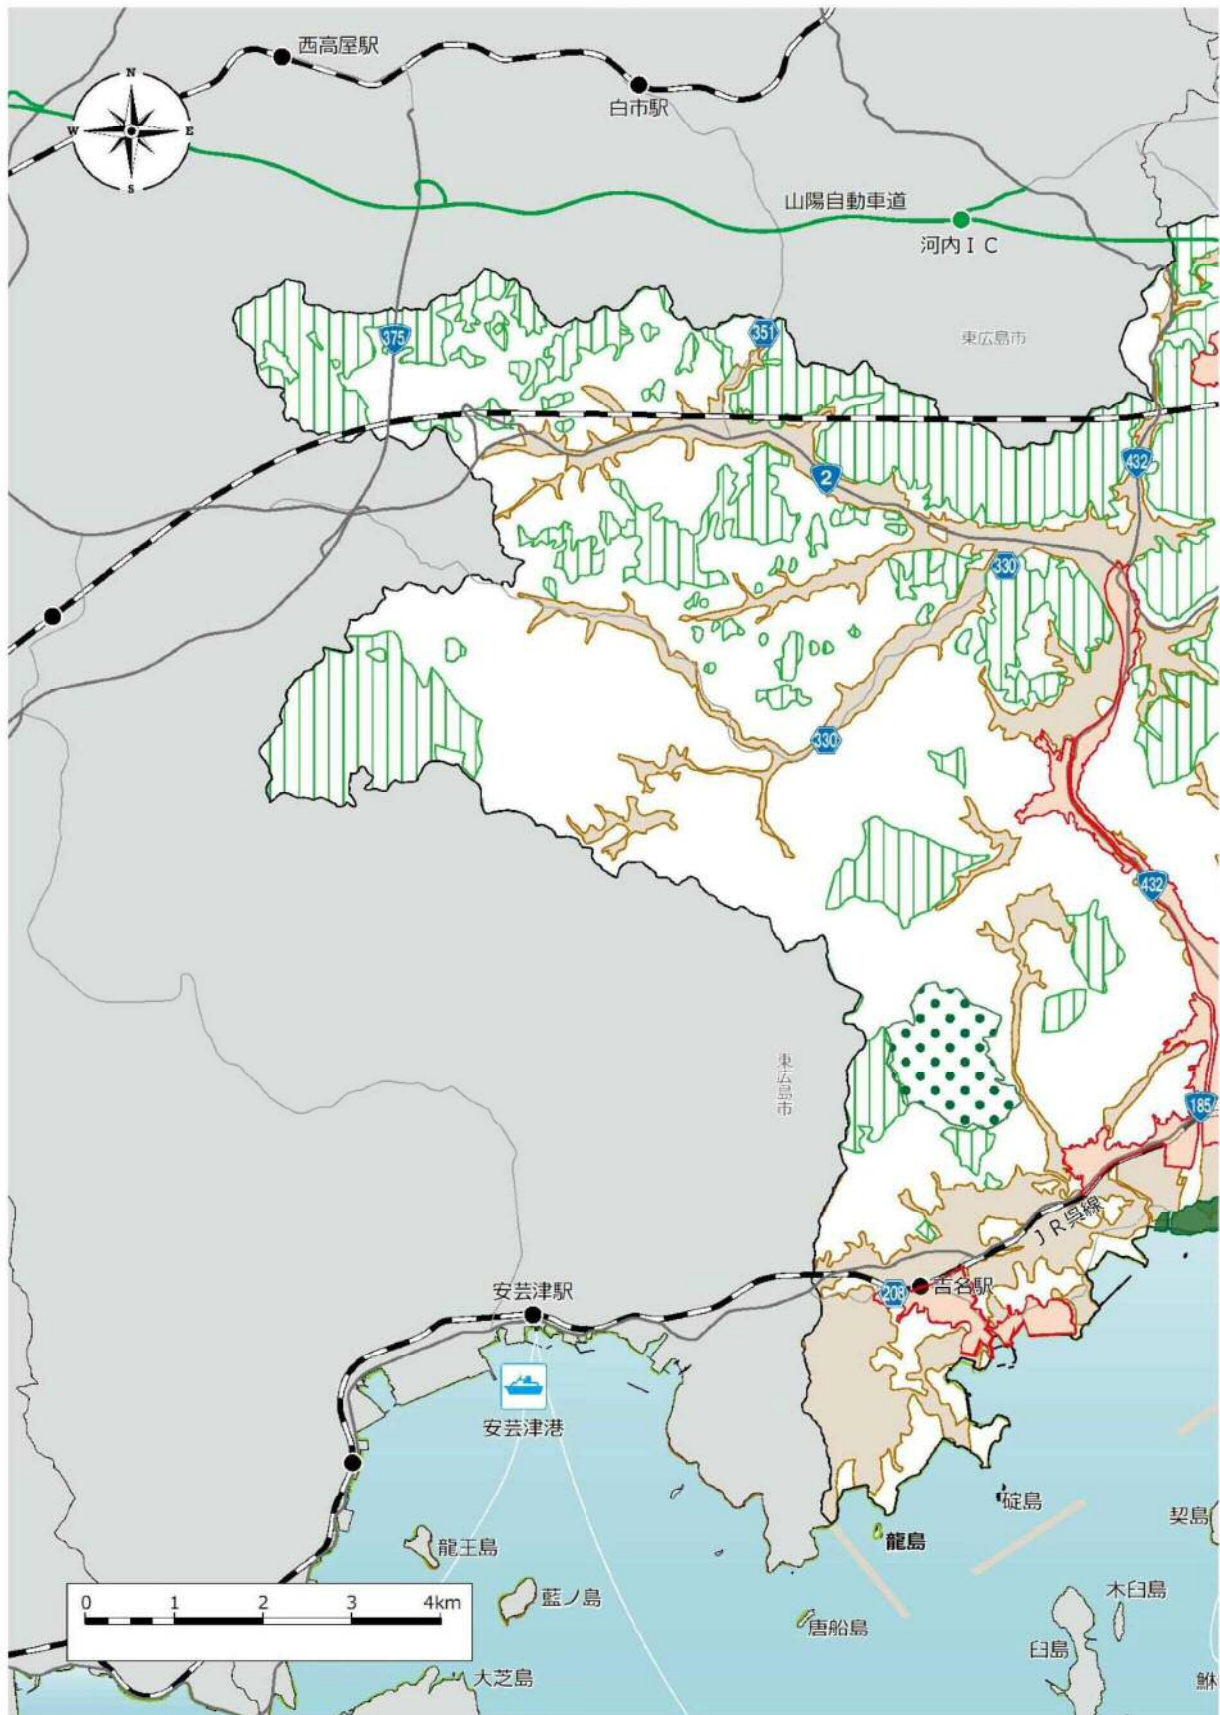 西高屋駅
白市駅
N
W
E
S
山陽自動車道
河内ＩＣ
東広島市
375
351
2
432
330
330
432
東広島市
185
ＪＲ呉線
208
吉名駅
安芸津駅
安芸津港
碇島
契島
龍島
龍王島
藍ノ島
木臼島
唐船島
臼島
大芝島
鮴
0
1
2
3
4km